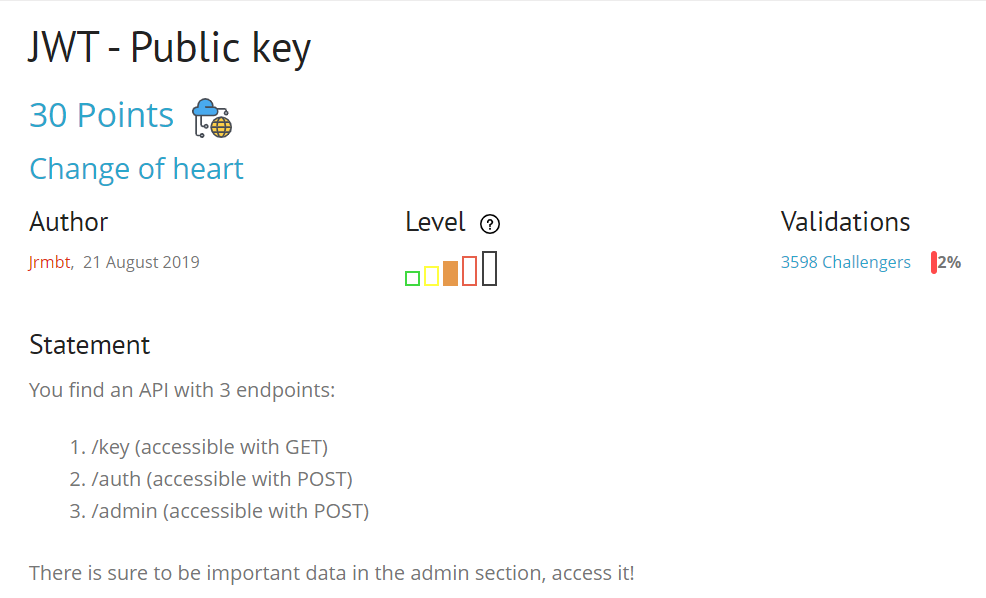 JWT - Public key
30 Points
Change of heart
Author
Level ?
Validations
Jrmbt, 21 August 2019
3598 Challengers 2%
Statement
You find an API with 3 endpoints:
1. /key (accessible with GET)
2. /auth (accessible with POST)
3. /admin (accessible with POST)
There is sure to be important data in the admin section, access it!